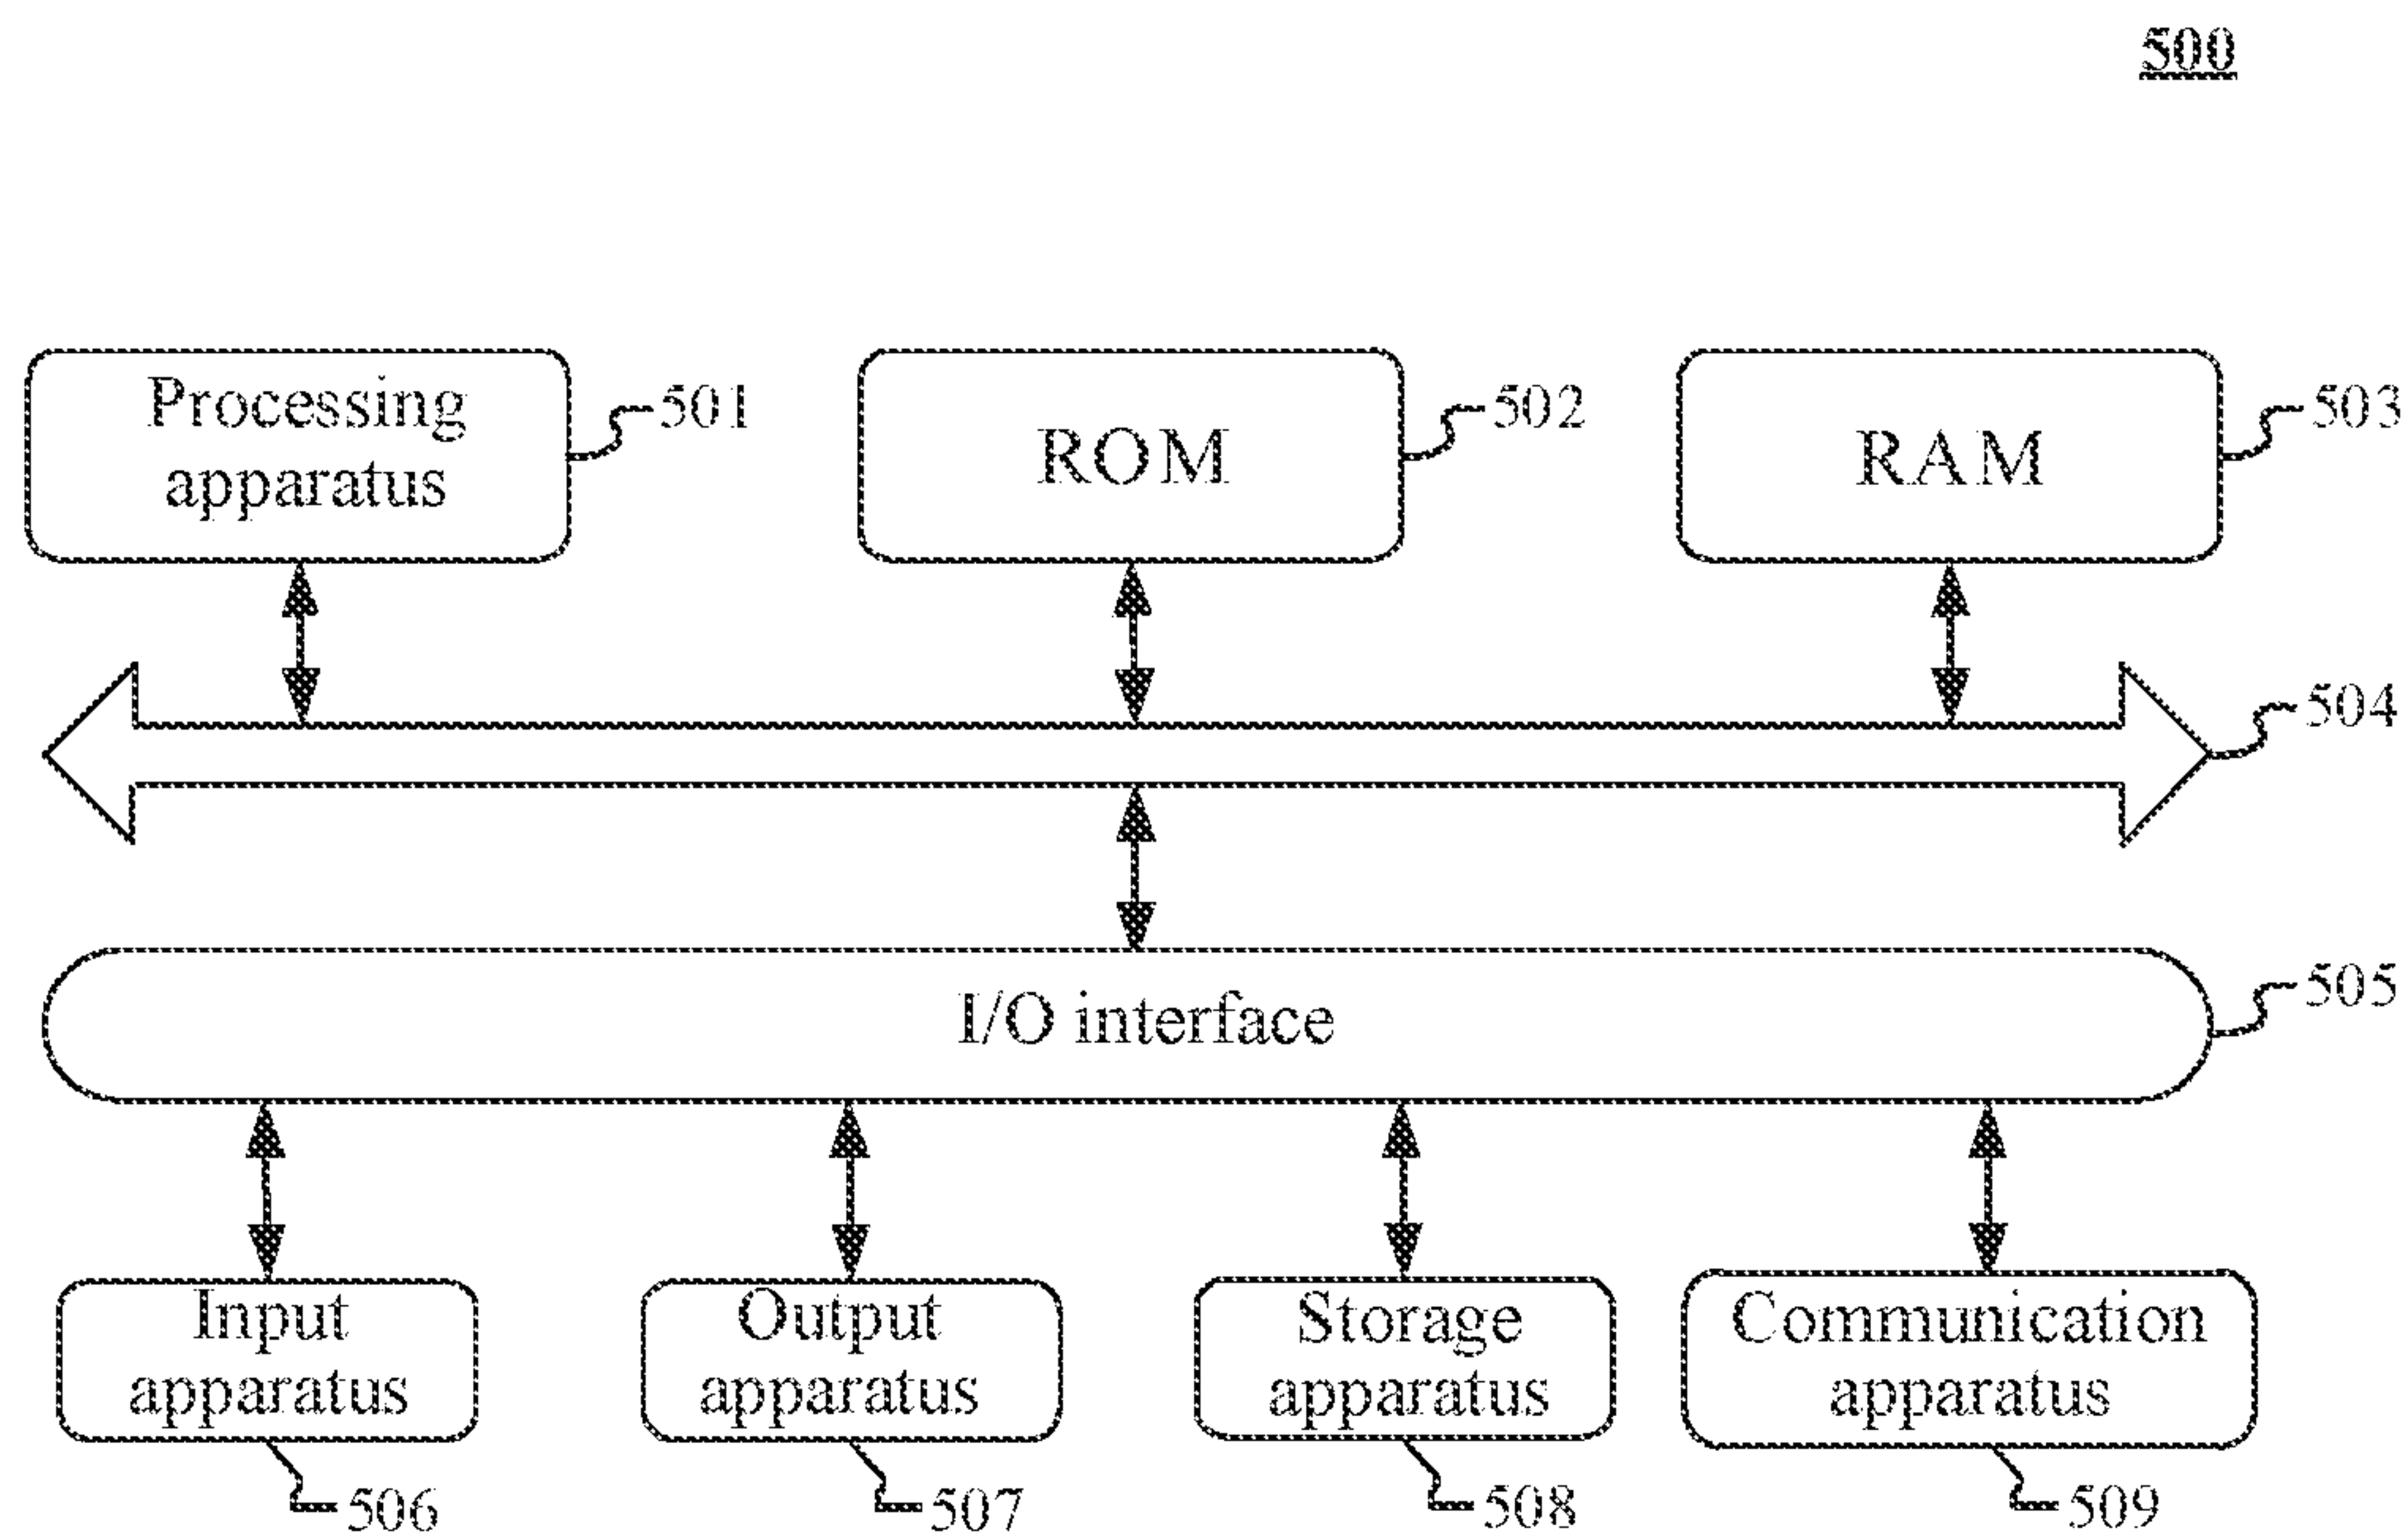 500
Processing
apparatus
501
ROM
502
RAM
503
504
I/O interface
505
Input
apparatus
Output
apparatus
Storage
apparatus
Communication
apparatus
506
507
508
509